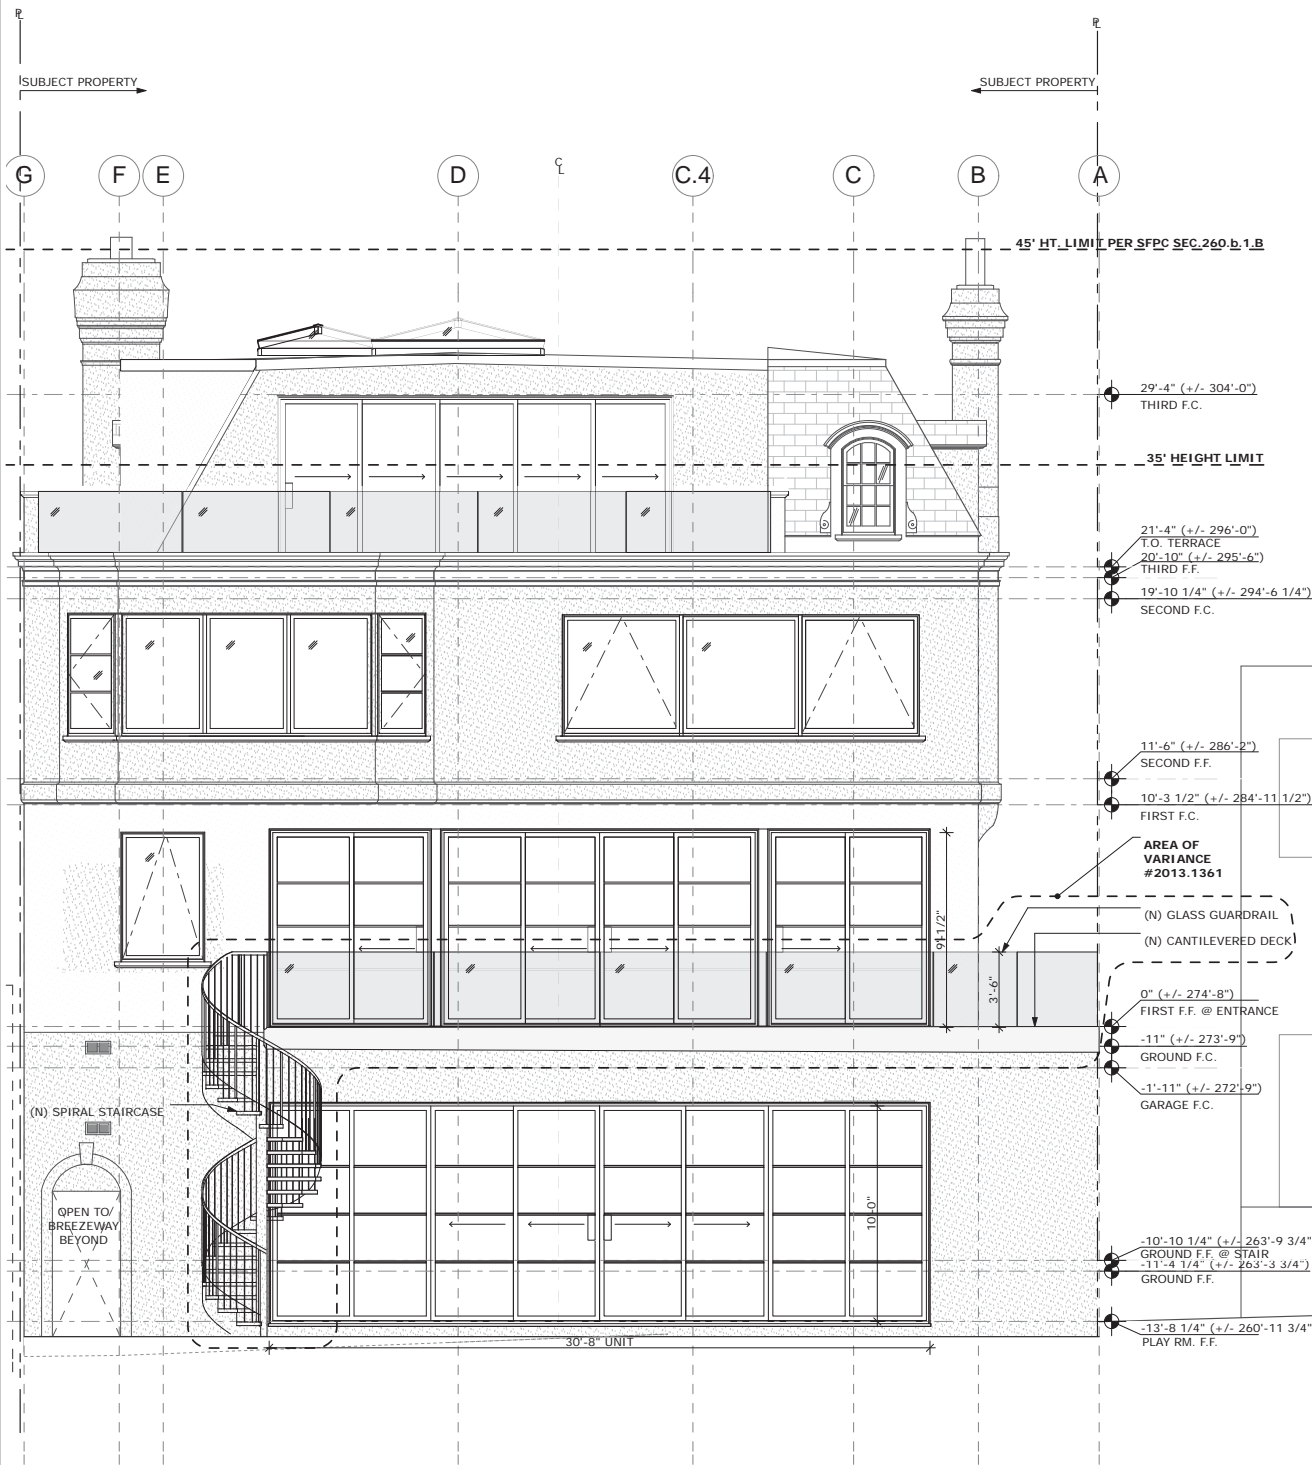 PL
PL
SUBJECT PROPERTY
SUBJECT PROPERTY
CL
G
F
E
D
C.4
C
B
A
45' HT. LIMIT PER SFPC SEC.260.b.1.B
29'-4" (+/- 304'-0")
THIRD F.C.
35' HEIGHT LIMIT
21'-4" (+/- 296'-0")
T.O. TERRACE
20'-10" (+/- 295'-6")
THIRD F.F.
19'-10 1/4" (+/- 294'-6 1/4")
SECOND F.C.
11'-6" (+/- 286'-2")
SECOND F.F.
10'-3 1/2" (+/- 284'-11 1/2")
FIRST F.C.
AREA OF
VARIANCE
#2013.1361
(N) GLASS GUARDRAIL
(N) CANTILEVERED DECK
9'-1/2"
3'-6"
0" (+/- 274'-8")
FIRST F.F. @ ENTRANCE
-11" (+/- 273'-9")
GROUND F.C.
-1'-11" (+/- 272'-9")
GARAGE F.C.
(N) SPIRAL STAIRCASE
OPEN TO
BREEZEWAY
BEYOND
10'-0"
-10'-10 1/4" (+/- 263'-9 3/4"
GROUND F.F. @ STAIR
-11'-4 1/4" (+/- 263'-3 3/4")
GROUND F.F.
-13'-8 1/4" (+/- 260'-11 3/4"
PLAY RM. F.F.
30'-8" UNIT